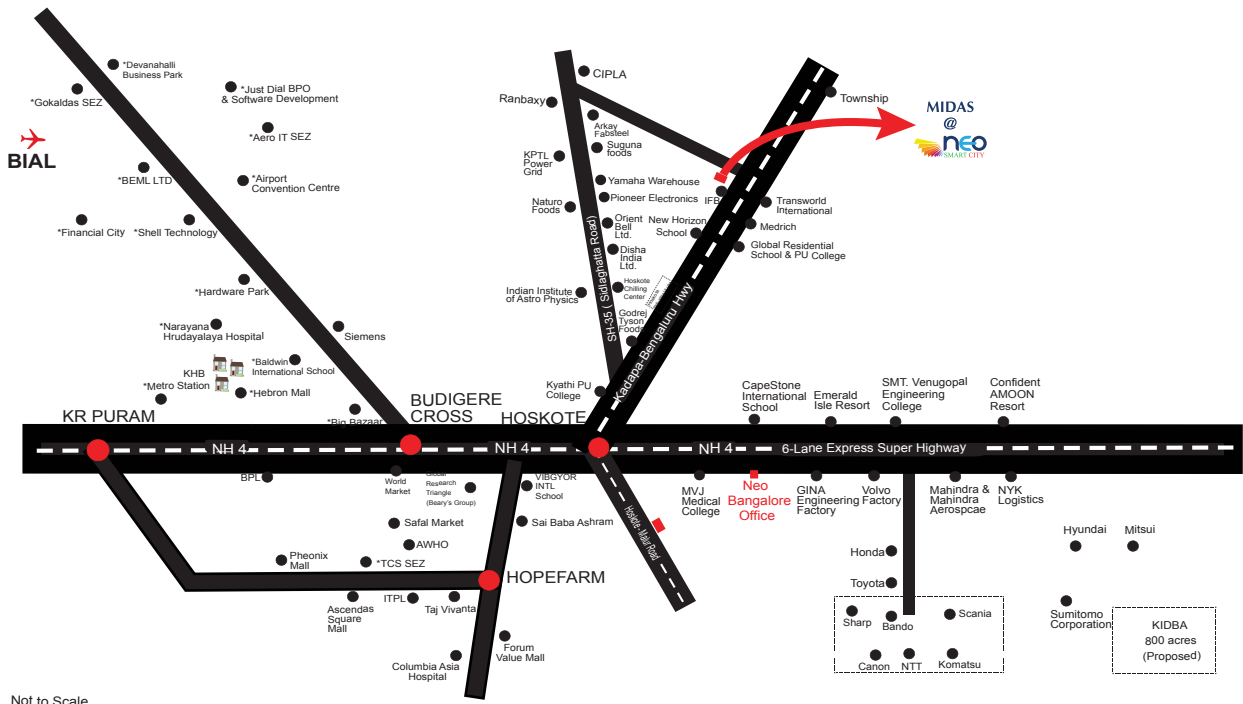 *Devanahalli
Business Park
*Gokaldas SEZ
*Just Dial BPO
& Software Development
*Aero IT SEZ
BIAL
*BEML LTD
*Airport
Convention Centre
*Financial City
*Shell Technology
*Hardware Park
*Narayana
Hrudayalaya Hospital
Siemens
KHB
*Baldwin
International School
*Metro Station
*Hebron Mall
*Big Bazaar
CIPLA
Ranbaxy
Arkay
Fabsteel
Suguna
foods
KPTL
Power
Grid
Yamaha Warehouse
Pioneer Electronics
Naturo
Foods
Orient
Bell
Ltd.
Disha
India
Ltd.
Indian Institute
of Astro Physics
Hoskote
Chilling
Center
Godrej
Tyson
Foods
SH-35 ( Sidlaghatta Road)
Kyathi PU
College
Township
MIDAS
@
neo
SMART CITY
IFB
Transworld
International
New Horizon
School
Medrich
Global Residential
School & PU College
Kadapa-Bengaluru Hwy
KR PURAM
BUDIGERE
CROSS
HOSKOTE
CapeStone
International
School
Emerald
Isle Resort
SMT. Venugopal
Engineering
College
Confident
AMOON
Resort
NH 4
NH 4
NH 4
6-Lane Express Super Highway
BPL
World
Market
Global
Research
Triangle
(Beary's Group)
VIBGYOR
INTL
School
Safal Market
Sai Baba Ashram
AWHO
Pheonix
Mall
*TCS SEZ
HOPEFARM
Ascendas
Square
Mall
ITPL
Taj Vivanta
Forum
Value Mall
Columbia Asia
Hospital
Hoskote - Malur Road
MVJ
Medical
College
Neo
Bangalore
Office
GINA
Engineering
Factory
Volvo
Factory
Mahindra &
Mahindra
Aerospcae
NYK
Logistics
Honda
Toyota
Hyundai
Mitsui
Sharp
Bando
Scania
Canon
NTT
Komatsu
Sumitomo
Corporation
KIDBA
800 acres
(Proposed)
Not to Scale